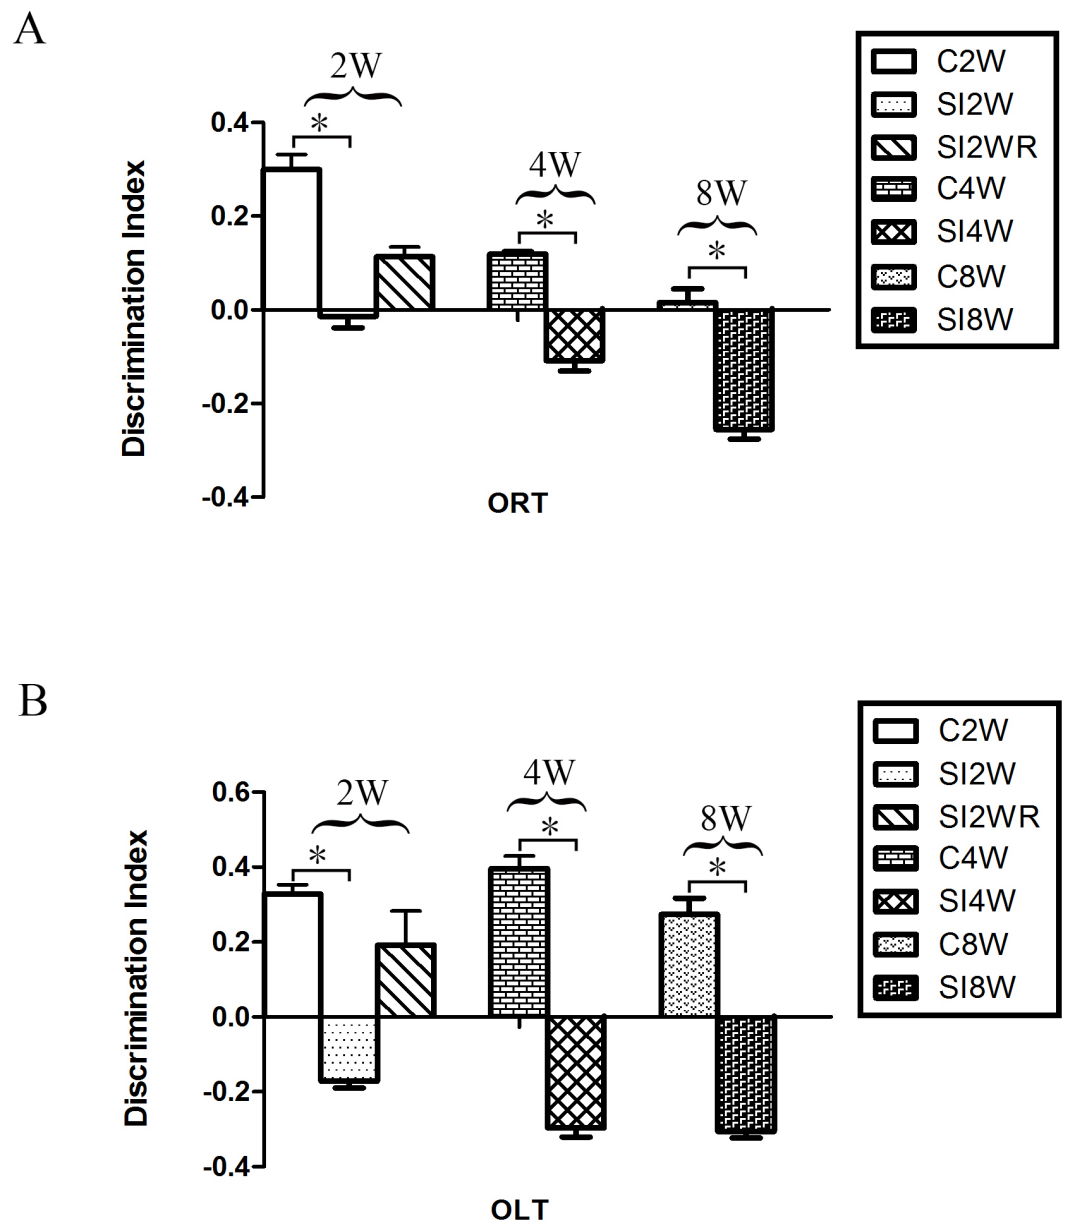 A
2W
4W
8W
*
*
*
0.4
0.2
0.0
-0.2
-0.4
Discrimination Index
ORT
C2W
SI2W
SI2WR
C4W
SI4W
C8W
SI8W
B
2W
4W
8W
*
*
*
0.6
0.4
0.2
0.0
-0.2
-0.4
Discrimination Index
OLT
C2W
SI2W
SI2WR
C4W
SI4W
C8W
SI8W